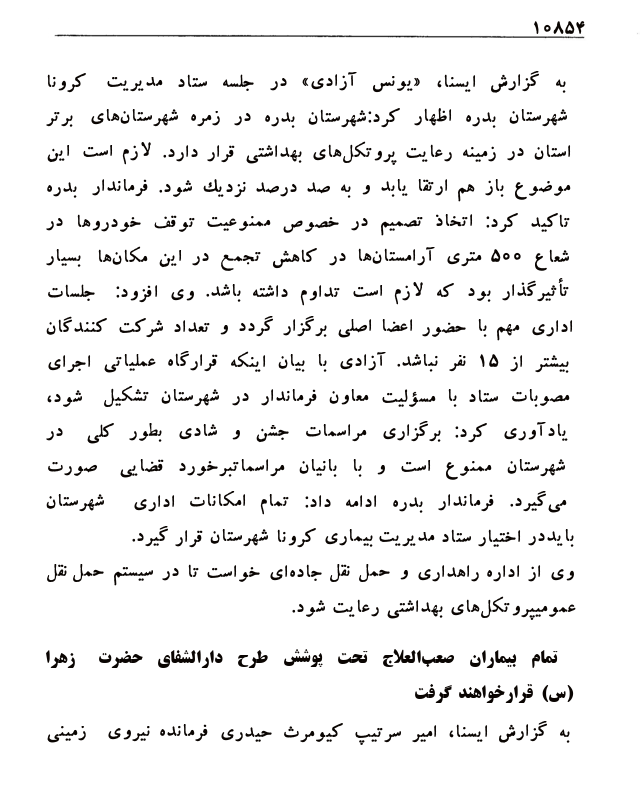 ۱۰۸۵۴
به گزارش ایسنا، «یونس آزادی» در جلسه ستاد مدیریت کرونا
شهرستان بدره اظهار کرد:شهرستان بدره در زمره شهرستان‌های برتر
استان در زمینه رعایت پروتکل‌های بهداشتی قرار دارد. لازم است این
موضوع باز هم ارتقا یابد و به صد درصد نزدیك شود. فرماندار بدره
تاکید کرد: اتخاذ تصمیم در خصوص ممنوعیت توقف خودروها در
شعاع ۵۰۰ متری آرامستان‌ها در کاهش تجمع در این مکان‌ها بسیار
تأثیرگذار بود که لازم است تداوم داشته باشد. وی افزود: جلسات
اداری مهم با حضور اعضا اصلی برگزار گردد و تعداد شرکت کنندگان
بیشتر از ۱۵ نفر نباشد. آزادی با بیان اینکه قرارگاه عملیاتی اجرای
مصوبات ستاد با مسؤلیت معاون فرماندار در شهرستان تشکیل شود،
یادآوری کرد: برگزاری مراسمات جشن و شادی بطور کلی در
شهرستان ممنوع است و با بانیان مراسماتبرخورد قضایی صورت
می‌گیرد. فرماندار بدره ادامه داد: تمام امکانات اداری شهرستان
بایددر اختیار ستاد مدیریت بیماری کرونا شهرستان قرار گیرد.
وی از اداره راهداری و حمل نقل جاده‌ای خواست تا در سیستم حمل نقل
عمومیپروتکل‌های بهداشتی رعایت شود.
تمام بیماران صعب‌العلاج تحت پوشش طرح دارالشفای حضرت زهرا
(س) قرارخواهند گرفت
به گزارش ایسنا، امیر سرتیپ کیومرث حیدری فرمانده نیروی زمینی